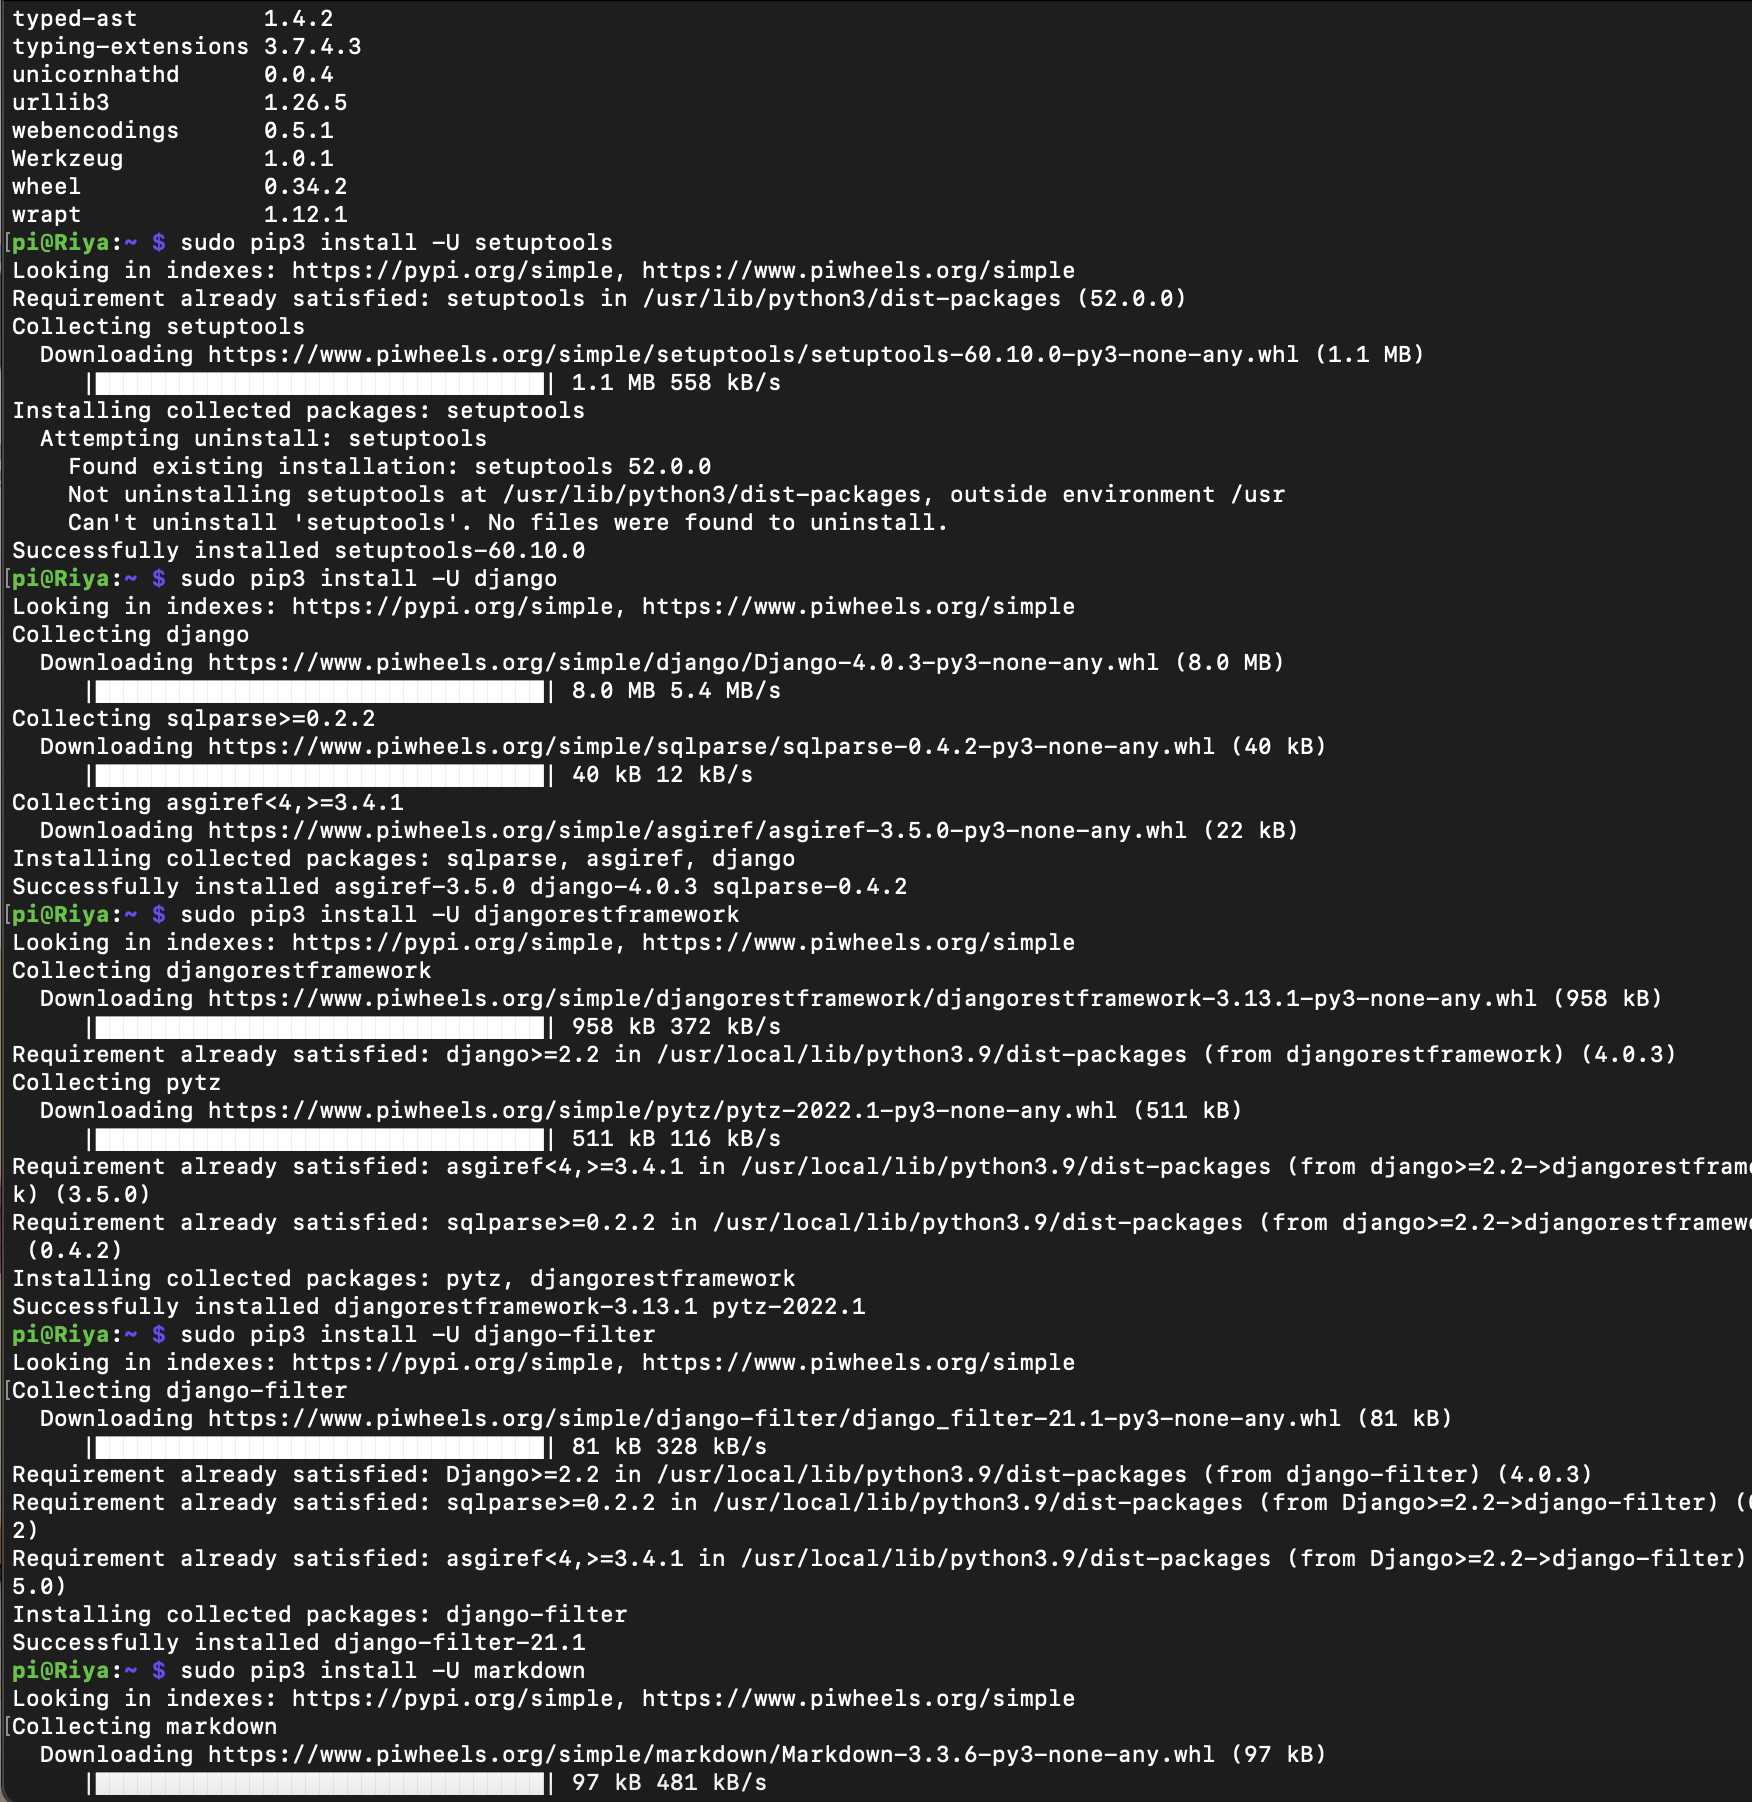 typed-ast 1.4.2
typing-extensions 3.7.4.3
unicornhathd 0.0.4
urllib3 1.26.5
webencodings 0.5.1
Werkzeug 1.0.1
wheel 0.34.2
wrapt 1.12.1
[pi@Riya:~ $ sudo pip3 install -U setuptools
Looking in indexes: https://pypi.org/simple, https://www.piwheels.org/simple
Requirement already satisfied: setuptools in /usr/lib/python3/dist-packages (52.0.0)
Collecting setuptools
Downloading https://www.piwheels.org/simple/setuptools/setuptools-60.10.0-py3-none-any.whl (1.1 MB)
| | 1.1 MB 558 kB/s
Installing collected packages: setuptools
Attempting uninstall: setuptools
Found existing installation: setuptools 52.0.0
Not uninstalling setuptools at /usr/lib/python3/dist-packages, outside environment /usr
Can't uninstall 'setuptools'. No files were found to uninstall.
Successfully installed setuptools-60.10.0
[pi@Riya:~ $ sudo pip3 install -U django
Looking in indexes: https://pypi.org/simple, https://www.piwheels.org/simple
Collecting django
Downloading https://www.piwheels.org/simple/django/Django-4.0.3-py3-none-any.whl (8.0 MB)
| | 8.0 MB 5.4 MB/s
Collecting sqlparse>=0.2.2
Downloading https://www.piwheels.org/simple/sqlparse/sqlparse-0.4.2-py3-none-any.whl (40 kB)
| | 40 kB 12 kB/s
Collecting asgiref<4,>=3.4.1
Downloading https://www.piwheels.org/simple/asgiref/asgiref-3.5.0-py3-none-any.whl (22 kB)
Installing collected packages: sqlparse, asgiref, django
Successfully installed asgiref-3.5.0 django-4.0.3 sqlparse-0.4.2
[pi@Riya:~ $ sudo pip3 install -U djangorestframework
Looking in indexes: https://pypi.org/simple, https://www.piwheels.org/simple
Collecting djangorestframework
Downloading https://www.piwheels.org/simple/djangorestframework/djangorestframework-3.13.1-py3-none-any.whl (958 kB)
| | 958 kB 372 kB/s
Requirement already satisfied: django>=2.2 in /usr/local/lib/python3.9/dist-packages (from djangorestframework) (4.0.3)
Collecting pytz
Downloading https://www.piwheels.org/simple/pytz/pytz-2022.1-py3-none-any.whl (511 kB)
| | 511 kB 116 kB/s
Requirement already satisfied: asgiref<4,>=3.4.1 in /usr/local/lib/python3.9/dist-packages (from django>=2.2->djangorestframe
k) (3.5.0)
Requirement already satisfied: sqlparse>=0.2.2 in /usr/local/lib/python3.9/dist-packages (from django>=2.2->djangorestframew
(0.4.2)
Installing collected packages: pytz, djangorestframework
Successfully installed djangorestframework-3.13.1 pytz-2022.1
pi@Riya:~ $ sudo pip3 install -U django-filter
Looking in indexes: https://pypi.org/simple, https://www.piwheels.org/simple
[Collecting django-filter
Downloading https://www.piwheels.org/simple/django-filter/django_filter-21.1-py3-none-any.whl (81 kB)
| | 81 kB 328 kB/s
Requirement already satisfied: Django>=2.2 in /usr/local/lib/python3.9/dist-packages (from django-filter) (4.0.3)
Requirement already satisfied: sqlparse>=0.2.2 in /usr/local/lib/python3.9/dist-packages (from Django>=2.2->django-filter) (
2)
Requirement already satisfied: asgiref<4,>=3.4.1 in /usr/local/lib/python3.9/dist-packages (from Django>=2.2->django-filter)
5.0)
Installing collected packages: django-filter
Successfully installed django-filter-21.1
pi@Riya:~ $ sudo pip3 install -U markdown
Looking in indexes: https://pypi.org/simple, https://www.piwheels.org/simple
[Collecting markdown
Downloading https://www.piwheels.org/simple/markdown/Markdown-3.3.6-py3-none-any.whl (97 kB)
| | 97 kB 481 kB/s